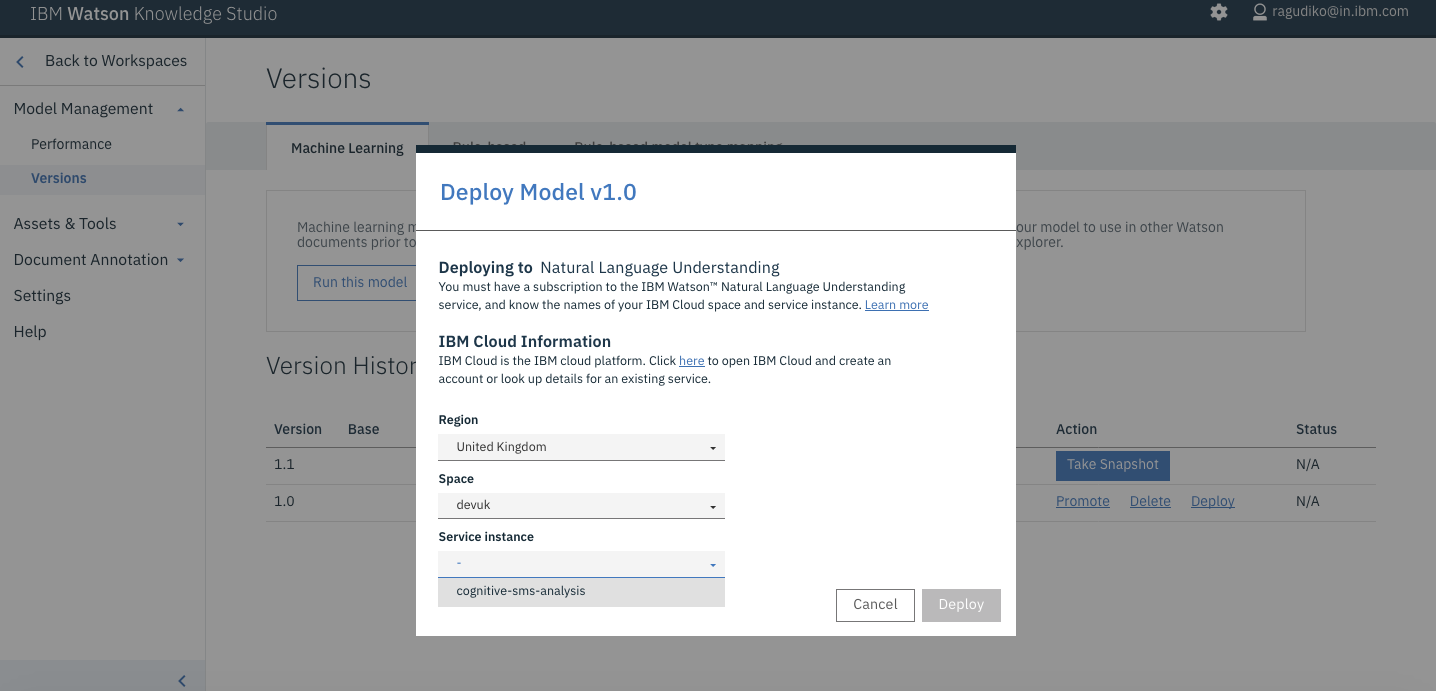 IBM Watson Knowledge Studio
ragudiko@in.ibm.com
Back to Workspaces
Model Management
Performance
Versions
Assets & Tools
Document Annotation
Settings
Help
Versions
Machine Learning
Rule-based
Rule-based model type mapping
Machine learning m
our model to use in other Watson
documents prior to
xplorer.
Run this model
Version Histor
Version Base Action Status
1.1 Take Snapshot N/A
1.0 Promote Delete Deploy N/A
Deploy Model v1.0
Deploying to Natural Language Understanding
You must have a subscription to the IBM Watson™ Natural Language Understanding
service, and know the names of your IBM Cloud space and service instance. Learn more
IBM Cloud Information
IBM Cloud is the IBM cloud platform. Click here to open IBM Cloud and create an
account or look up details for an existing service.
Region
United Kingdom
Space
devuk
Service instance
-
cognitive-sms-analysis
Cancel Deploy